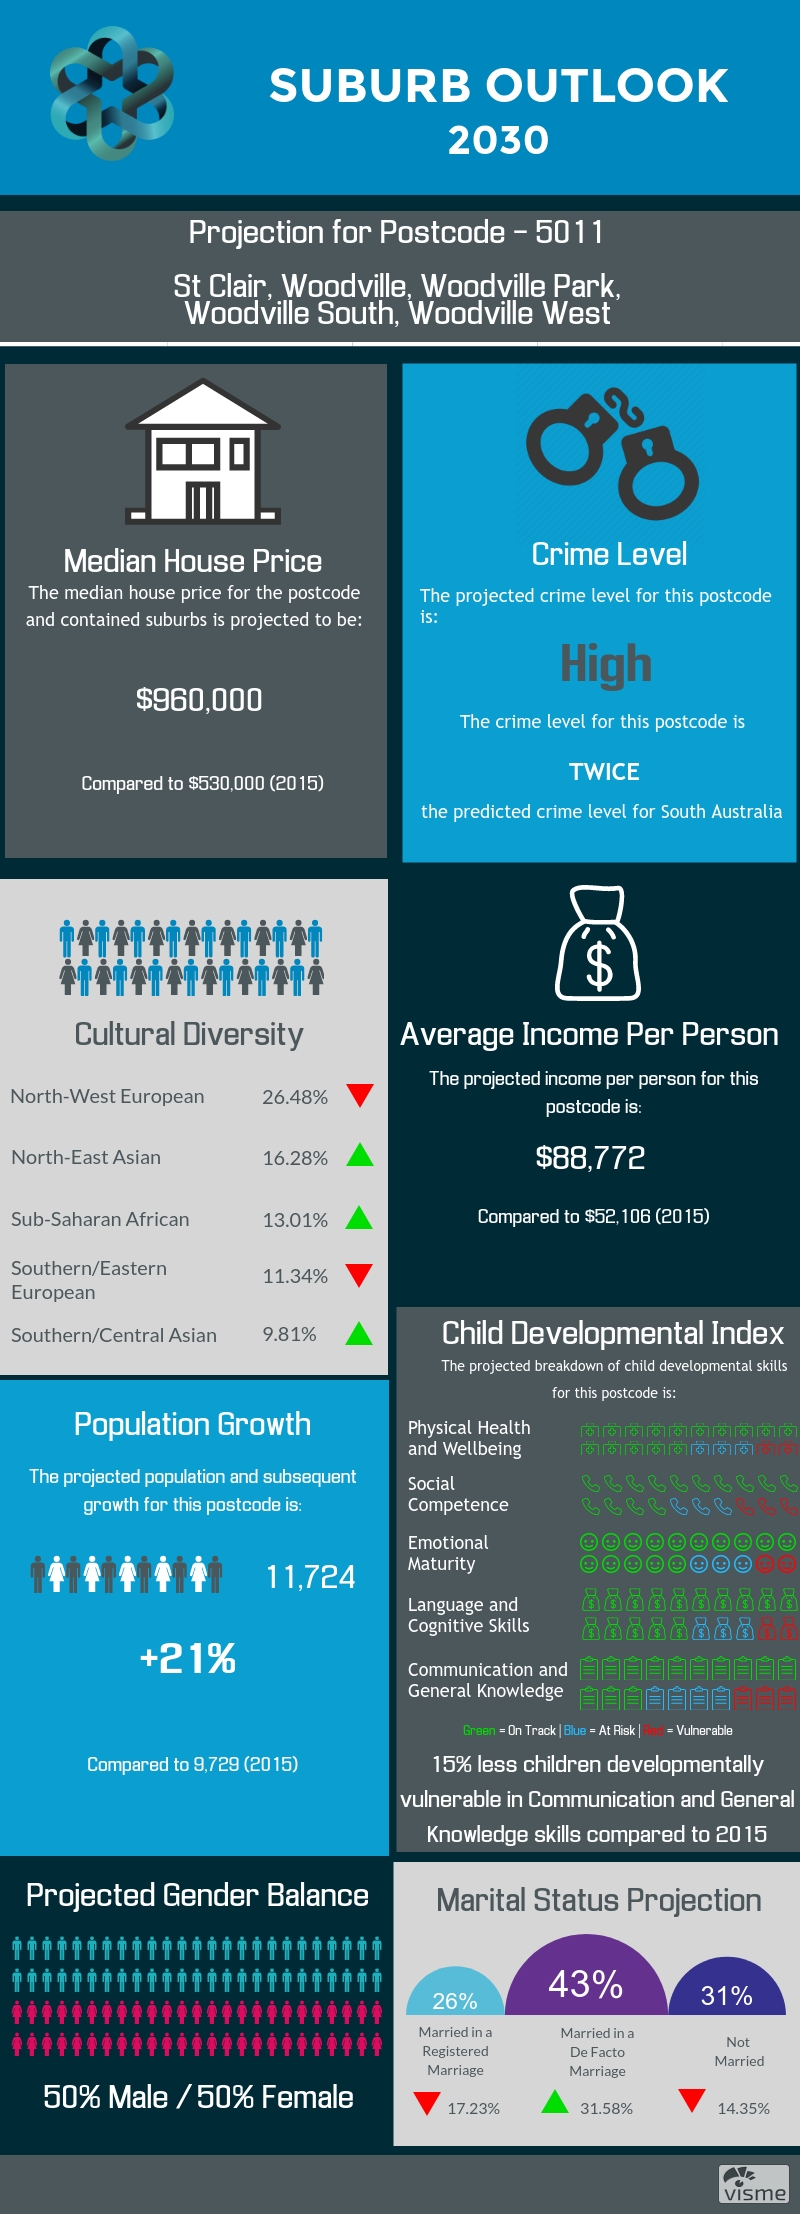 SUBURB OUTLOOK
2030
Projection for Postcode - 5011
St Clair, Woodville, Woodville Park,
Woodville South, Woodville West
Median House Price
The median house price for the postcode
and contained suburbs is projected to be:
$960,000
Compared to $530,000 (2015)
Crime Level
The projected crime level for this postcode
is:
High
The crime level for this postcode is
TWICE
the predicted crime level for South Australia
Cultural Diversity
North-West European 26.48%
North-East Asian 16.28%
Sub-Saharan African 13.01%
Southern/Eastern
European 11.34%
Southern/Central Asian 9.81%
Average Income Per Person
The projected income per person for this
postcode is:
$88,772
Compared to $52,106 (2015)
Population Growth
The projected population and subsequent
growth for this postcode is:
11,724
+21%
Compared to 9,729 (2015)
Child Developmental Index
The projected breakdown of child developmental skills
for this postcode is:
Physical Health
and Wellbeing
Social
Competence
Emotional
Maturity
Language and
Cognitive Skills
Communication and
General Knowledge
Green = On Track | Blue = At Risk | Red = Vulnerable
15% less children developmentally
vulnerable in Communication and General
Knowledge skills compared to 2015
Projected Gender Balance
50% Male / 50% Female
Marital Status Projection
26% 43% 31%
Married in a
Registered
Marriage
17.23%
Married in a
De Facto
Marriage
31.58%
Not
Married
14.35%
visme